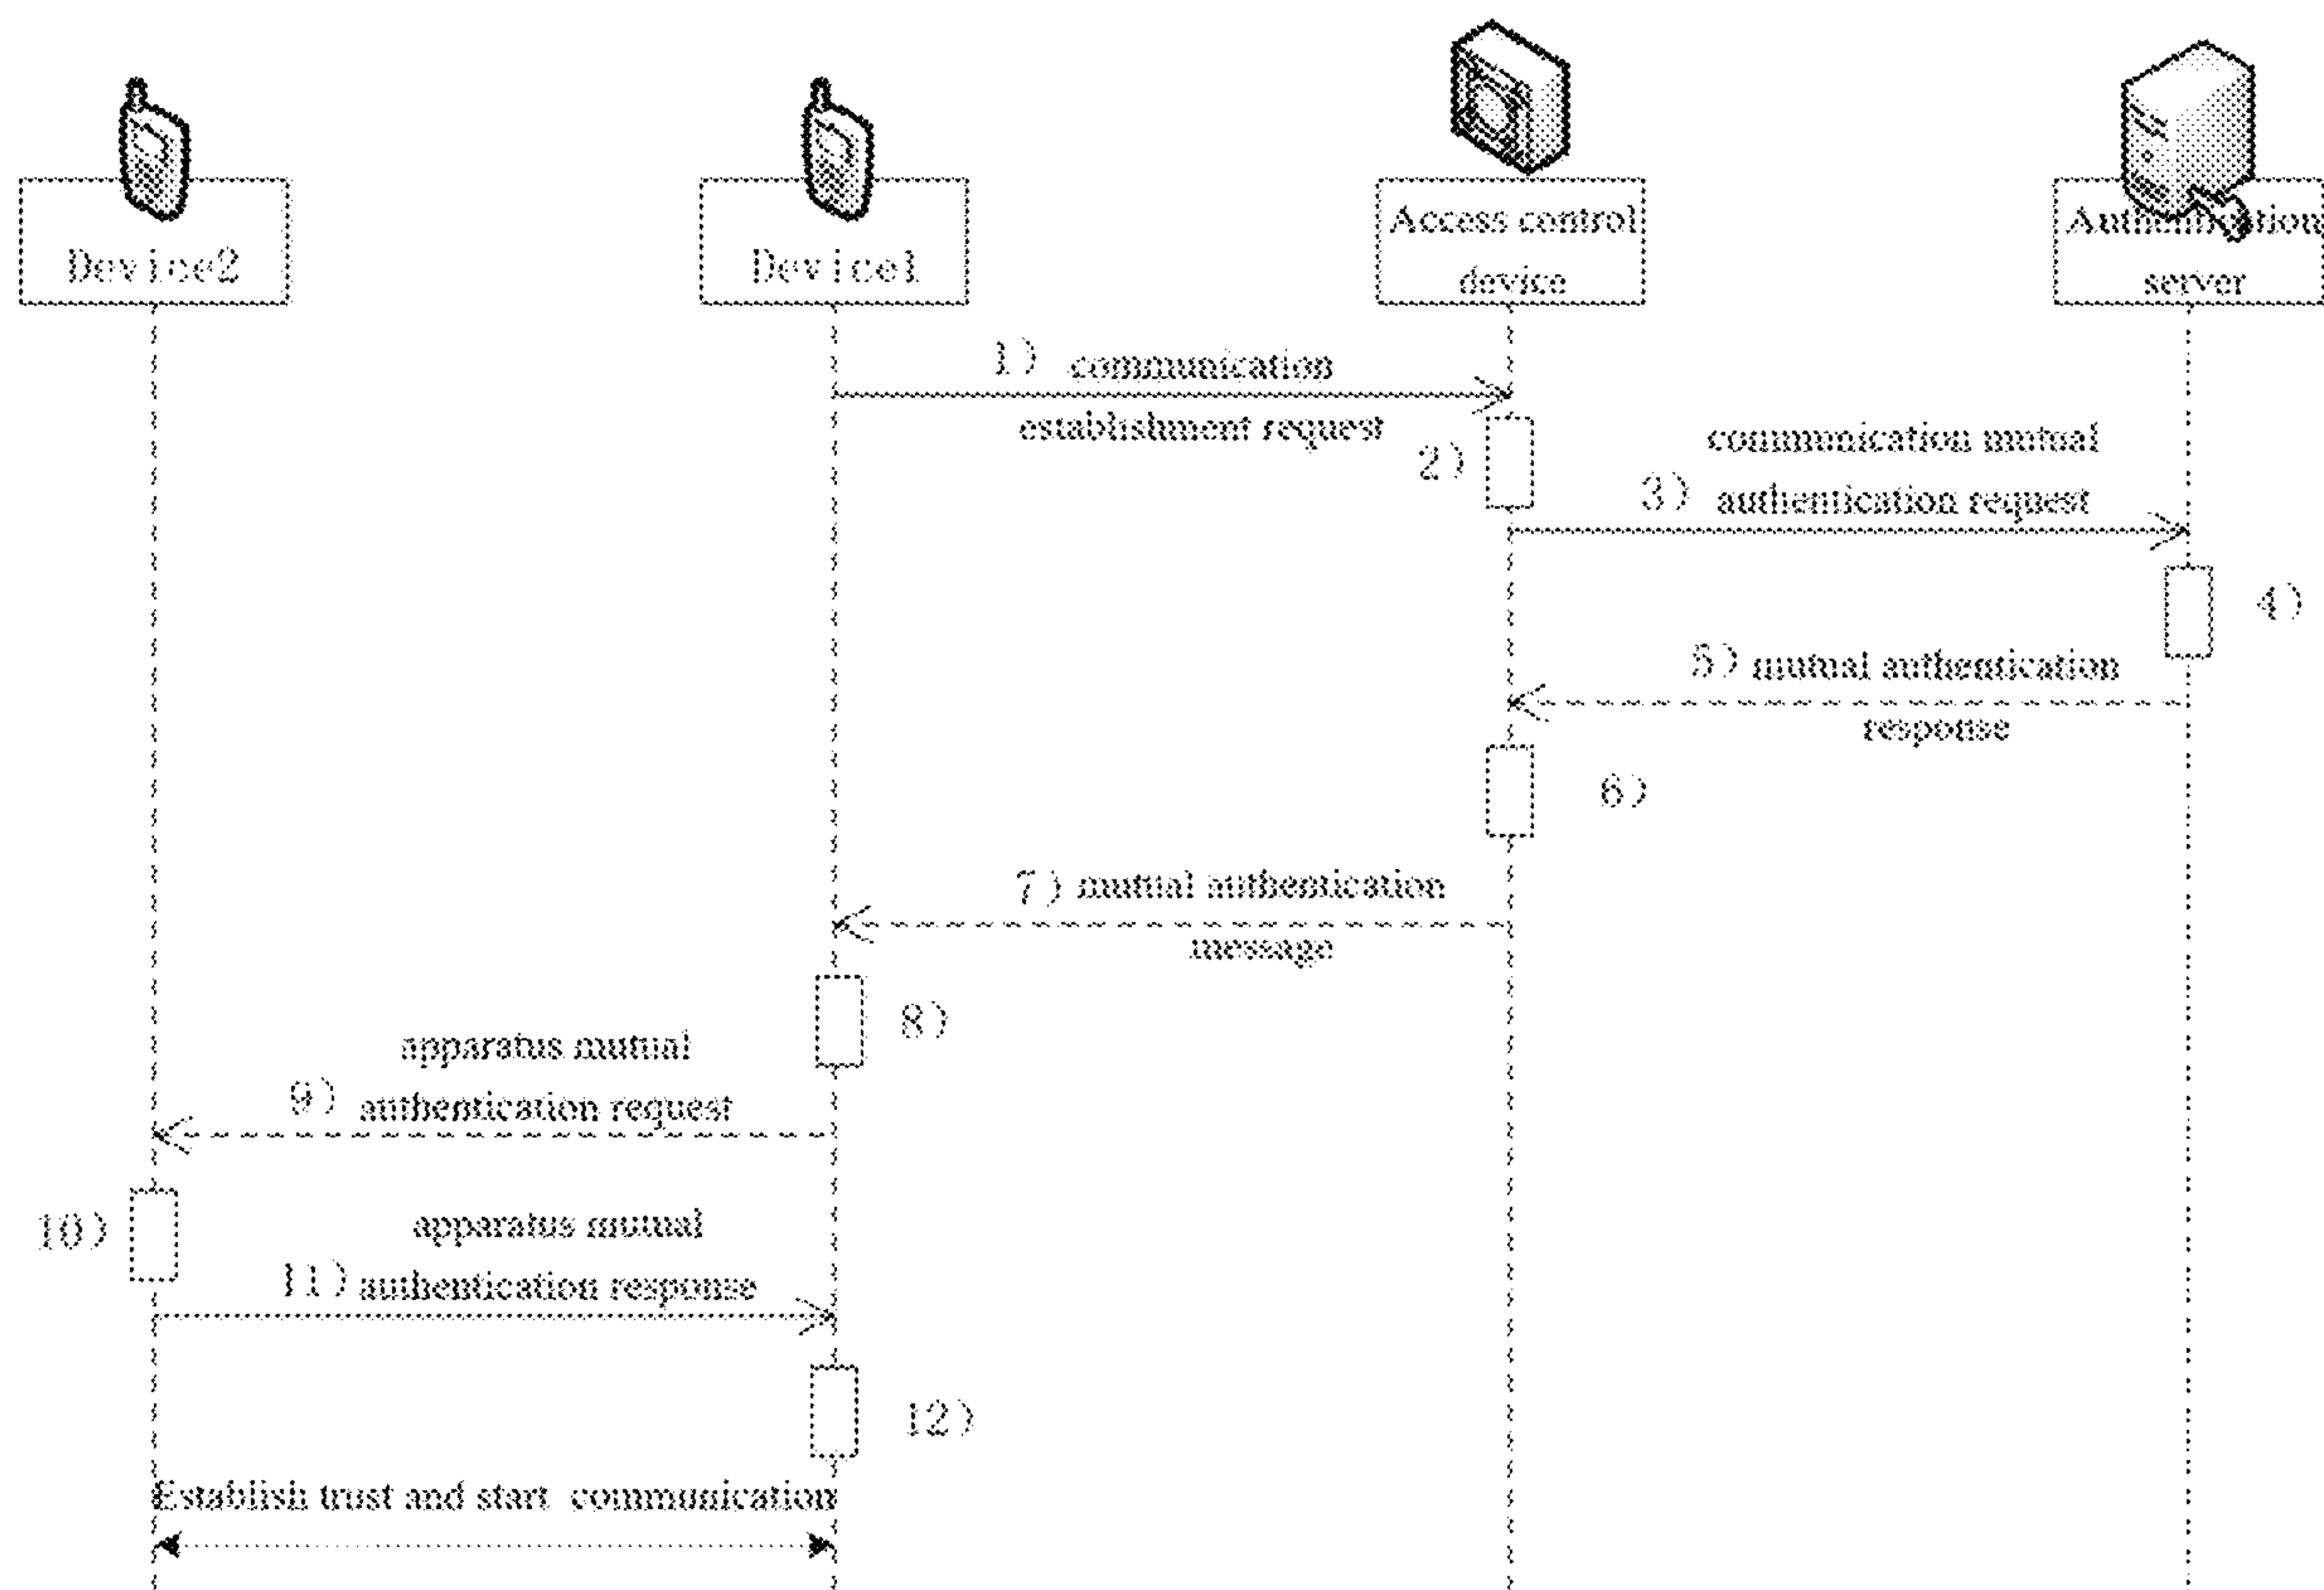 Device2
Device1
Access control
device
Authentication
server
1) communication
establishment request
2)
communication mutual
3) authentication request
4)
5) mutual authentication
response
6)
7) mutual authentication
message
8)
apparatus mutual
9) authentication request
10)
apparatus mutual
11) authentication response
12)
Establish trust and start communication